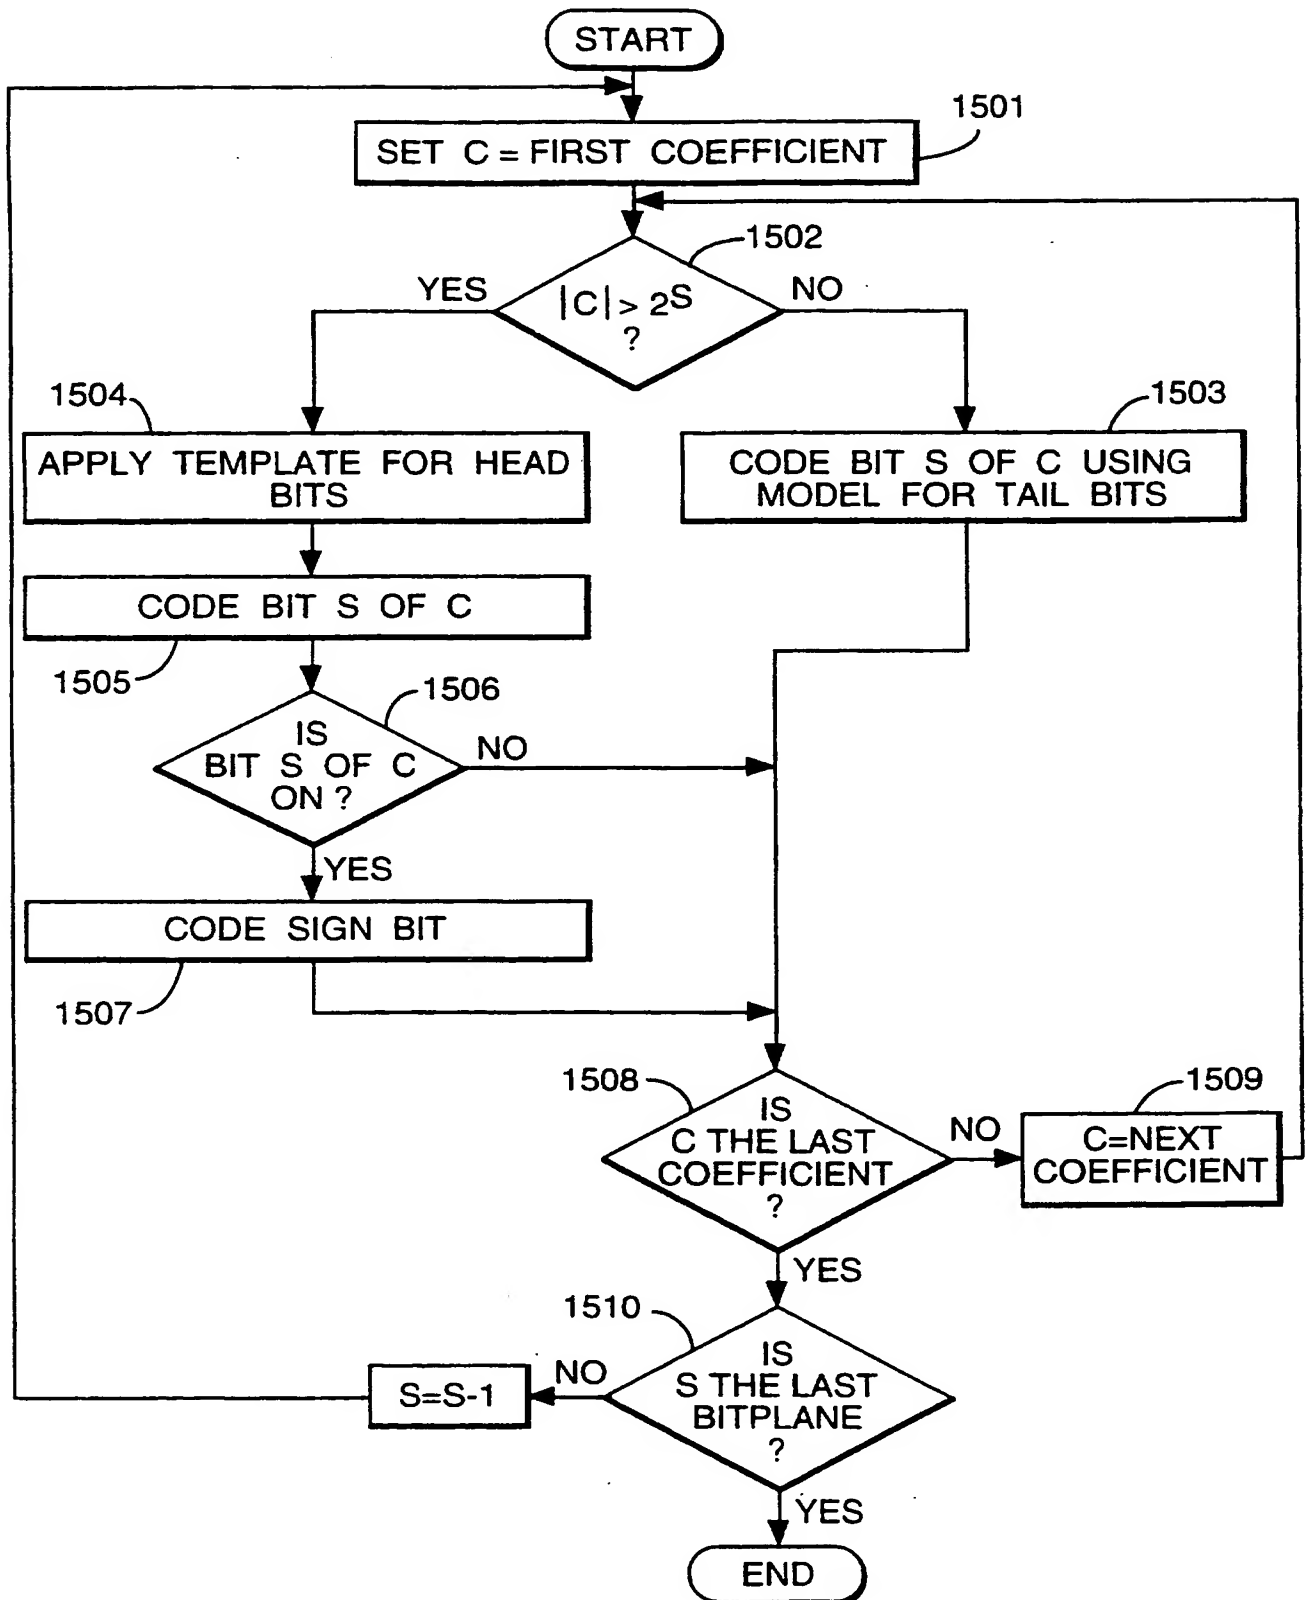 START
1501
SET C = FIRST COEFFICIENT
1502
YES
NO
|C| > 2^S
?
1504
1503
APPLY TEMPLATE FOR HEAD
BITS
CODE BIT S OF C USING
MODEL FOR TAIL BITS
CODE BIT S OF C
1505
1506
IS
BIT S OF C
ON ?
NO
YES
CODE SIGN BIT
1507
1508
IS
C THE LAST
COEFFICIENT
?
NO
1509
C=NEXT
COEFFICIENT
YES
1510
IS
S THE LAST
BITPLANE
?
NO
S=S-1
YES
END